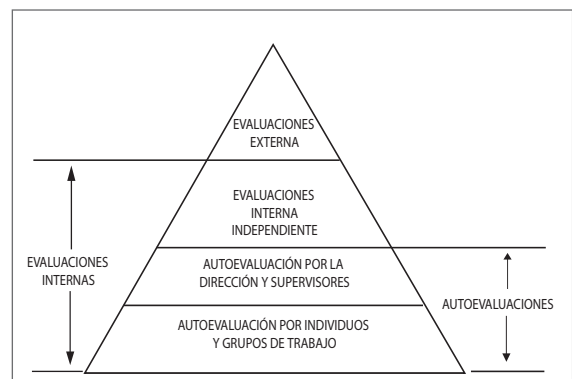 EVALUACIONES
EXTERNA
EVALUACIONES
INTERNA
INDEPENDIENTE
EVALUACIONES
INTERNAS
AUTOEVALUACIÓN POR LA
DIRECCIÓN Y SUPERVISORES
AUTOEVALUACIONES
AUTOEVALUACIÓN POR INDIVIDUOS
Y GRUPOS DE TRABAJO